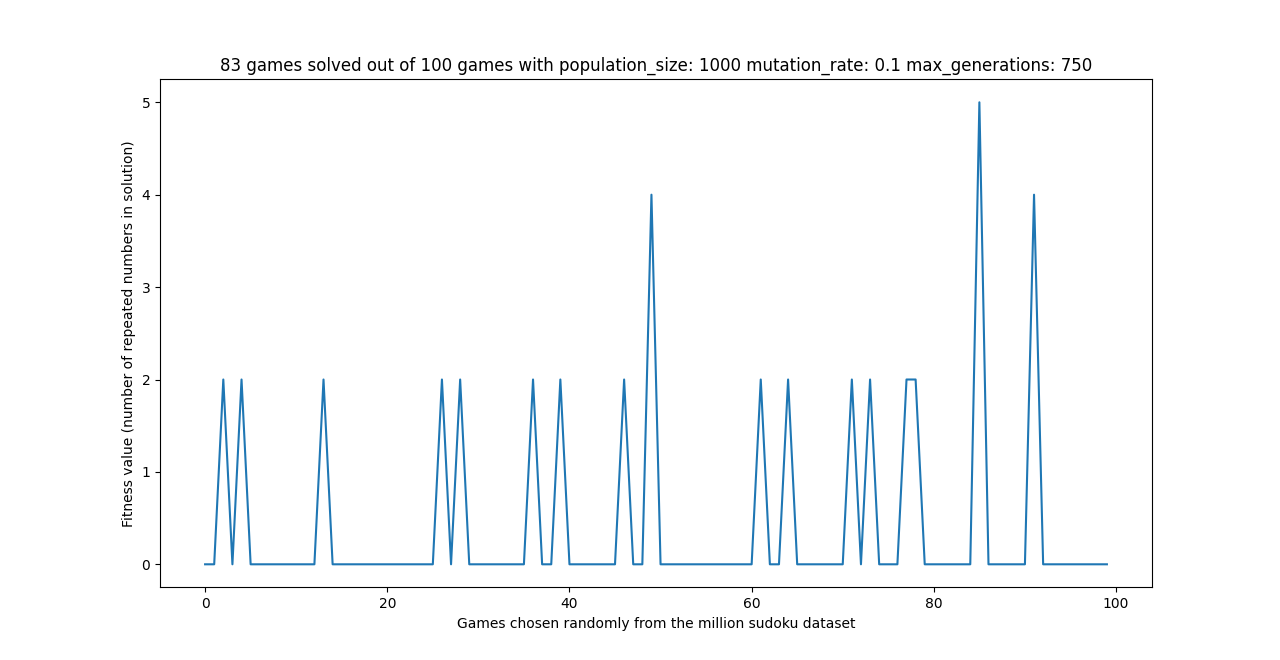 83 games solved out of 100 games with population_size: 1000 mutation_rate: 0.1 max_generations: 750
Fitness value (number of repeated numbers in solution)
5
4
3
2
1
0
0 20 40 60 80 100
Games chosen randomly from the million sudoku dataset